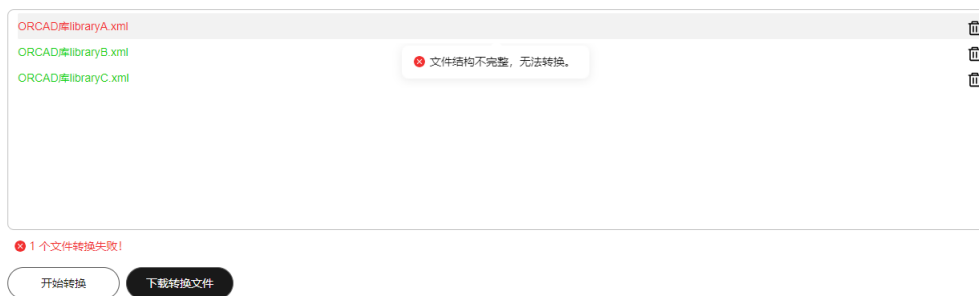 ORCAD库libraryA.xml
ORCAD库libraryB.xml
文件结构不完整，无法转换。
ORCAD库libraryC.xml
1 个文件转换失败！
开始转换
下载转换文件